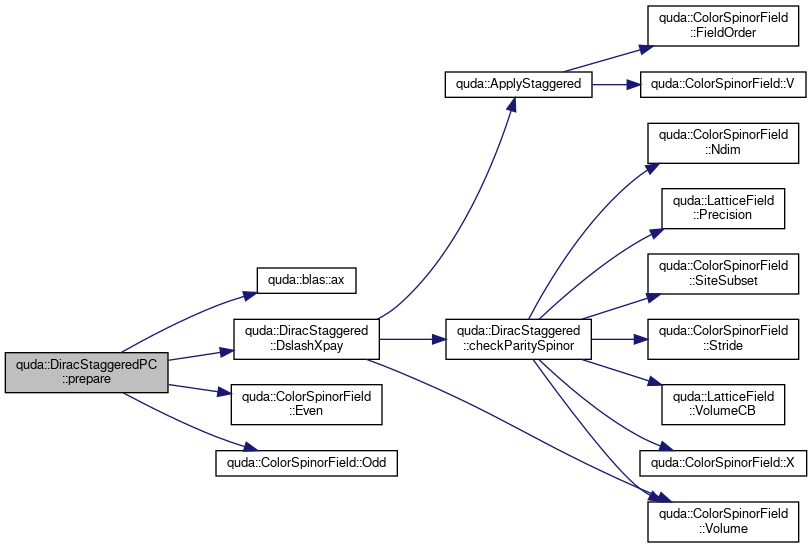 quda::DiracStaggeredPC
::prepare
quda::blas::ax
quda::DiracStaggered
::DslashXpay
quda::ColorSpinorField
::Even
quda::ColorSpinorField::Odd
quda::ApplyStaggered
quda::DiracStaggered
::checkParitySpinor
quda::ColorSpinorField
::FieldOrder
quda::ColorSpinorField::V
quda::ColorSpinorField
::Ndim
quda::LatticeField
::Precision
quda::ColorSpinorField
::SiteSubset
quda::ColorSpinorField
::Stride
quda::LatticeField
::VolumeCB
quda::ColorSpinorField::X
quda::ColorSpinorField
::Volume